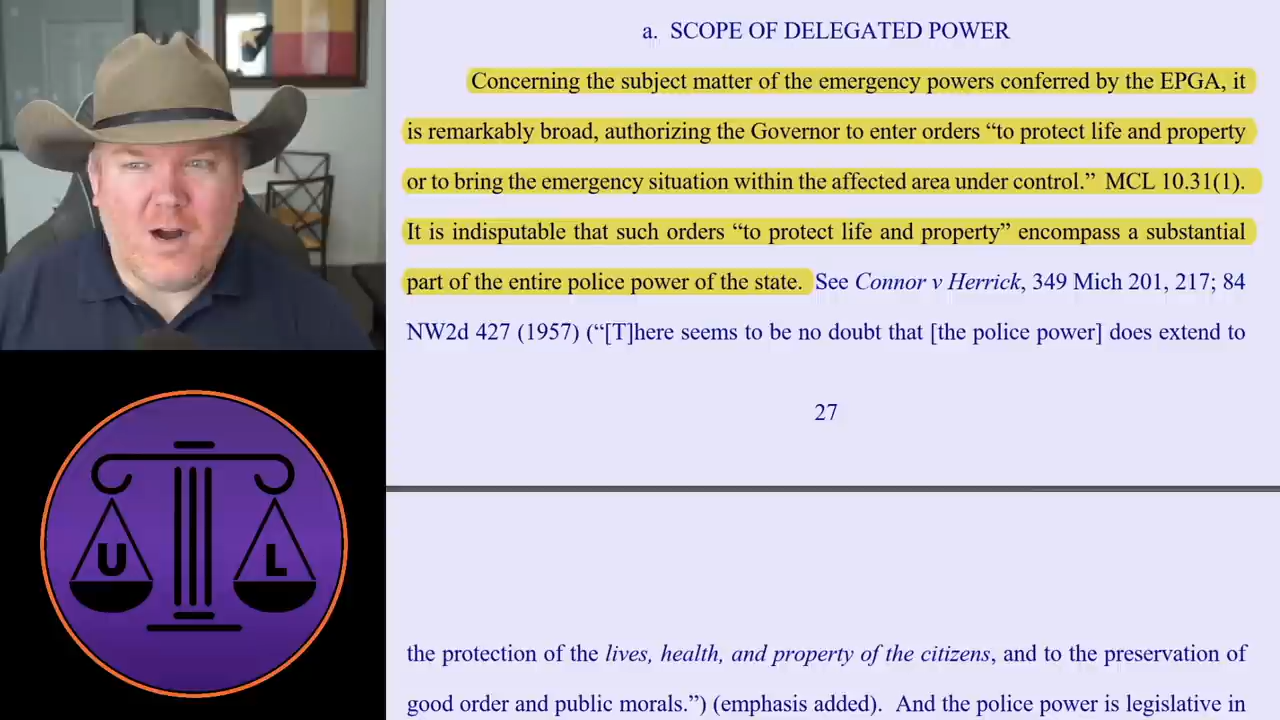 a. SCOPE OF DELEGATED POWER
Concerning the subject matter of the emergency powers conferred by the EPGA, it
is remarkably broad, authorizing the Governor to enter orders “to protect life and property
or to bring the emergency situation within the affected area under control.” MCL 10.31(1).
It is indisputable that such orders “to protect life and property” encompass a substantial
part of the entire police power of the state. See Connor v Herrick, 349 Mich 201, 217; 84
NW2d 427 (1957) (“[T]here seems to be no doubt that [the police power] does extend to
27
the protection of the lives, health, and property of the citizens, and to the preservation of
good order and public morals.”) (emphasis added). And the police power is legislative in
U L